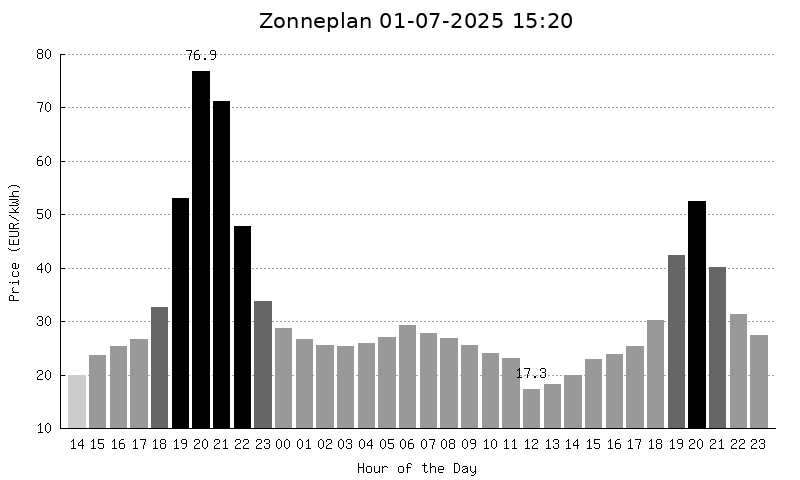 Zonneplan 01-07-2025 15:20
Price (EUR/kWh)
80
70
60
50
40
30
20
10
76.9
17.3
14 15 16 17 18 19 20 21 22 23 00 01 02 03 04 05 06 07 08 09 10 11 12 13 14 15 16 17 18 19 20 21 22 23
Hour of the Day